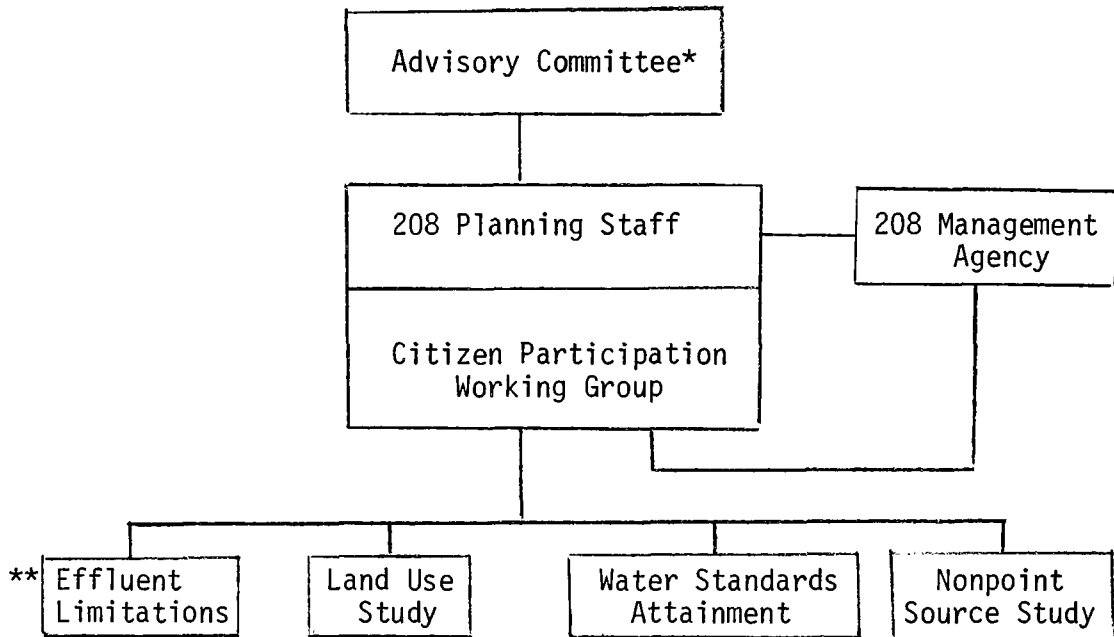 Advisory Committee*
208 Planning Staff
208 Management
Agency
Citizen Participation
Working Group
** Effluent
Limitations
Land Use
Study
Water Standards
Attainment
Nonpoint
Source Study